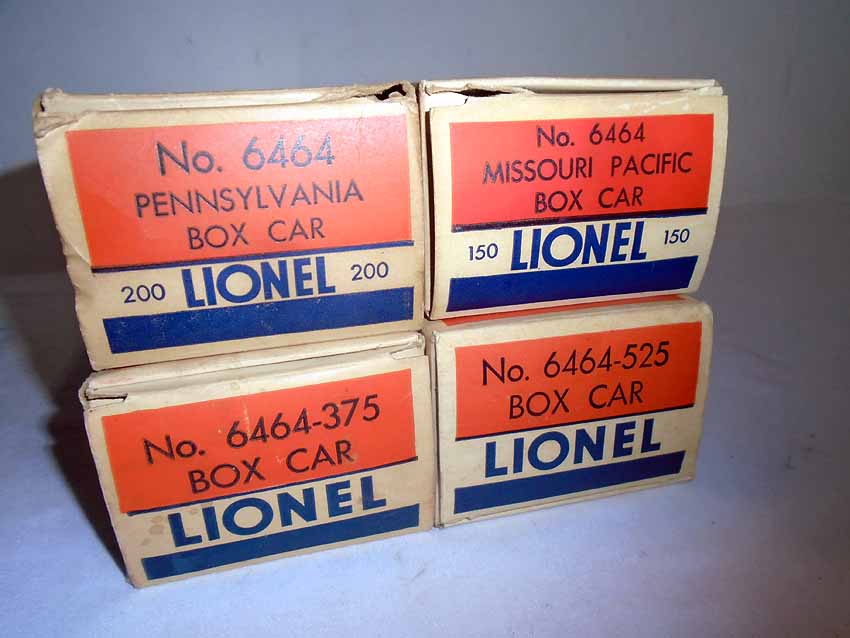 No. 6464
PENNSYLVANIA
BOX CAR
200 LIONEL 200
No. 6464
MISSOURI PACIFIC
BOX CAR
150 LIONEL 150
No. 6464-375
BOX CAR
LIONEL
No. 6464-525
BOX CAR
LIONEL